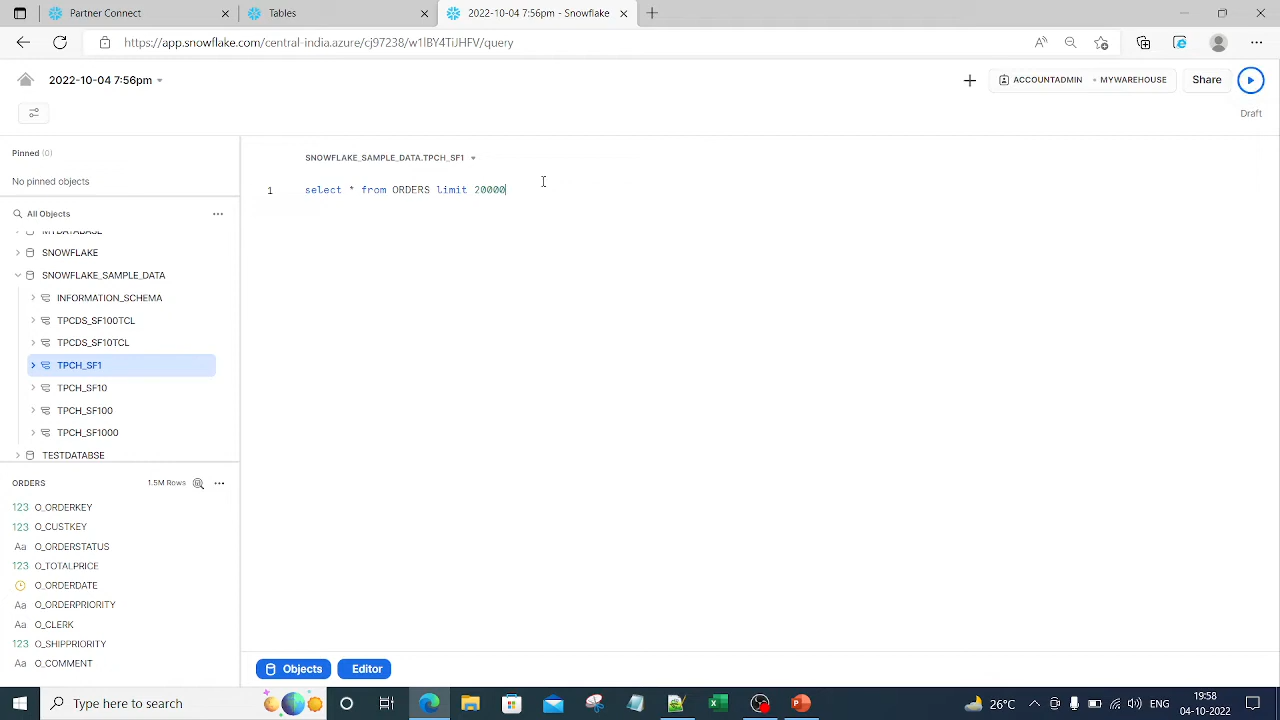 Partner Connect
Tables
2022-10-04 7:56pm - Snowflake
https://app.snowflake.com/central-india.azure/cj97238/w1lBY4TiJHFV/query
2022-10-04 7:56pm
ACCOUNTADMIN
MYWAREHOUSE
Share
Draft
Pinned (0)
No pinned objects
SNOWFLAKE_SAMPLE_DATA.TPCH_SF1
1 select * from ORDERS limit 20000
All Objects
MYDATABASE
SNOWFLAKE
SNOWFLAKE_SAMPLE_DATA
INFORMATION_SCHEMA
TPCDS_SF100TCL
TPCDS_SF10TCL
TPCH_SF1
TPCH_SF10
TPCH_SF100
TPCH_SF1000
TESTDATABSE
ORDERS 1.5M Rows
123 O_ORDERKEY
123 O_CUSTKEY
Aa O_ORDERSTATUS
123 O_TOTALPRICE
O_ORDERDATE
Aa O_ORDERPRIORITY
Aa O_CLERK
123 O_SHIPPRIORITY
Aa O_COMMENT
Objects
Editor
Type here to search
26°C
19:58
04-10-2022